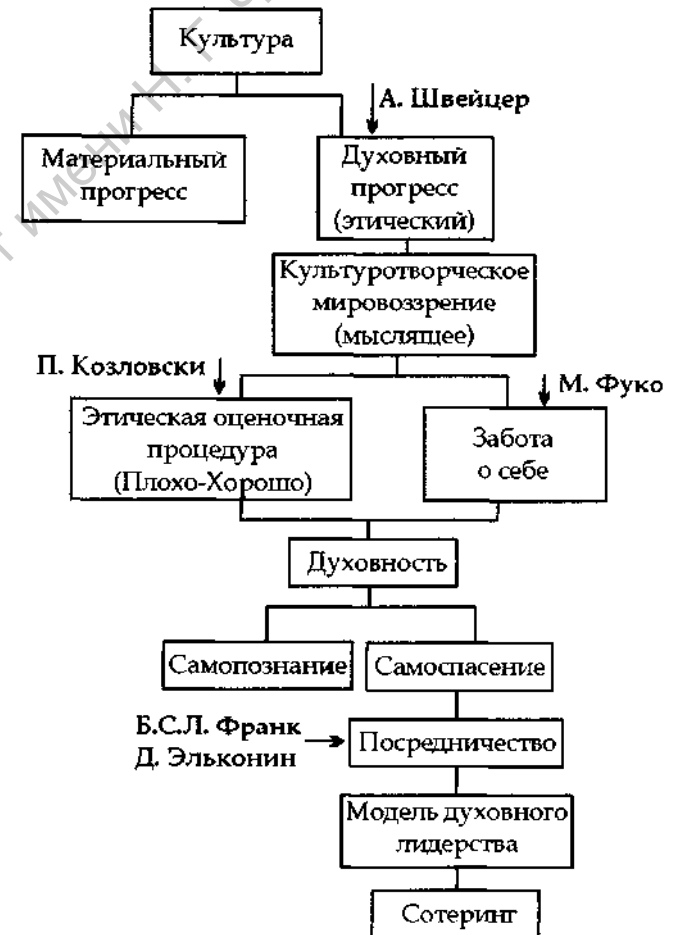 имени Н. Г.
Культура
А. Швейцер
Материальный
прогресс
Духовный
прогресс
(этический)
Культуротворческое
мировоззрение
(мыслящее)
П. Козловски
М. Фуко
Этическая оценочная
процедура
(Плохо-Хорошо)
Забота
о себе
Духовность
Самопознание
Самоспасение
Б.С.Л. Франк
Д. Эльконин
Посредничество
Модель духовного
лидерства
Сотеринг